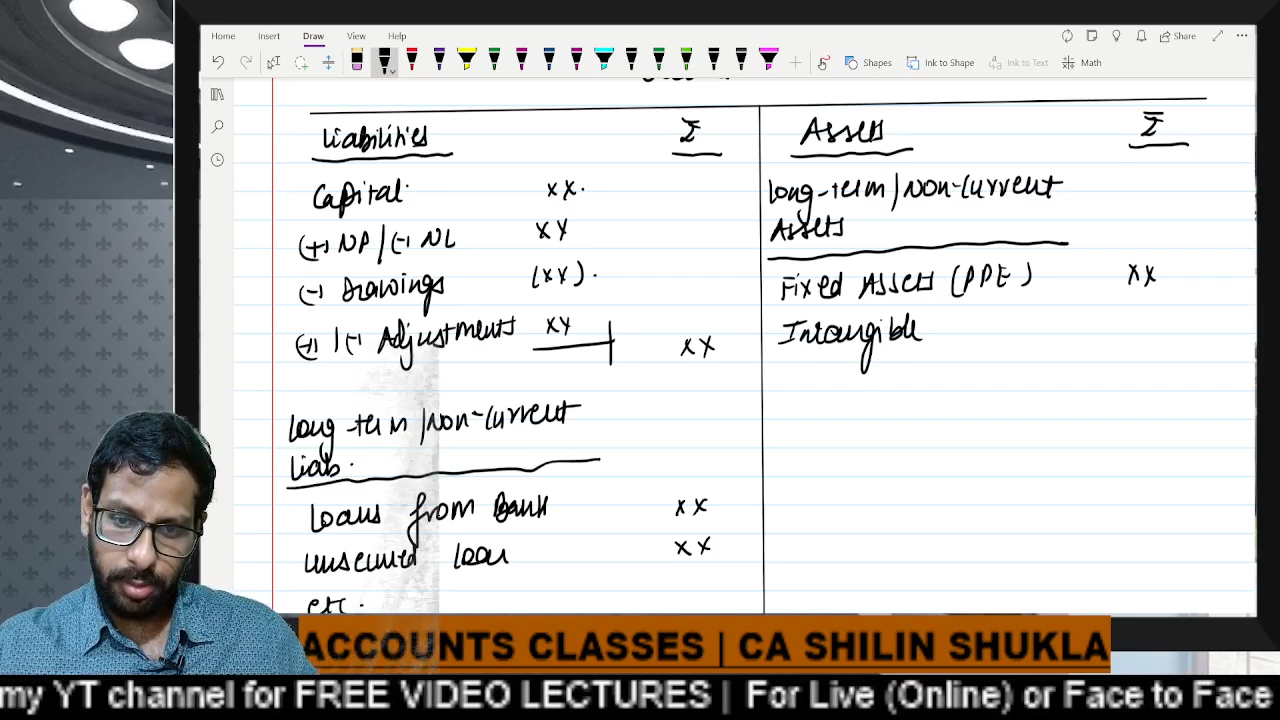 Home Insert Draw View Help
Share
Shapes Ink to Shape Ink to Text Math
Liabilities ₹ Assets ₹
Capital xx. Long-term/Non-current
Assets
(+) NP/(-) NL xx
(-) Drawings (xx). Fixed Assets (PPE) xx
(+)/(-) Adjustments xx xx Intangible
Long-term/Non-current
Liab.
Loans from Bank xx
Unsecured Loan xx
etc.
ACCOUNTS CLASSES | CA SHILIN SHUKLA
my YT channel for FREE VIDEO LECTURES | For Live (Online) or Face to Face